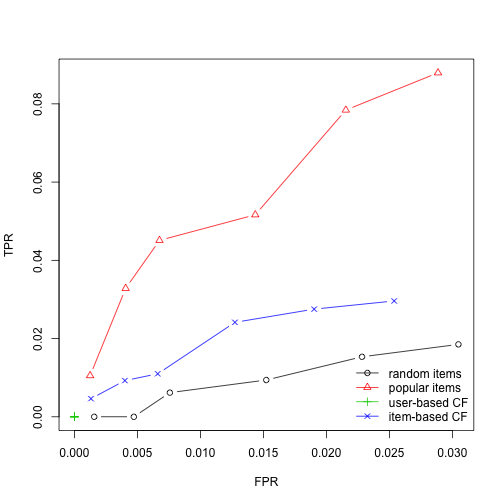 0.08
0.06
TPR
0.04
0.02
0.00
random items
popular items
user-based CF
item-based CF
0.000 0.005 0.010 0.015 0.020 0.025 0.030
FPR